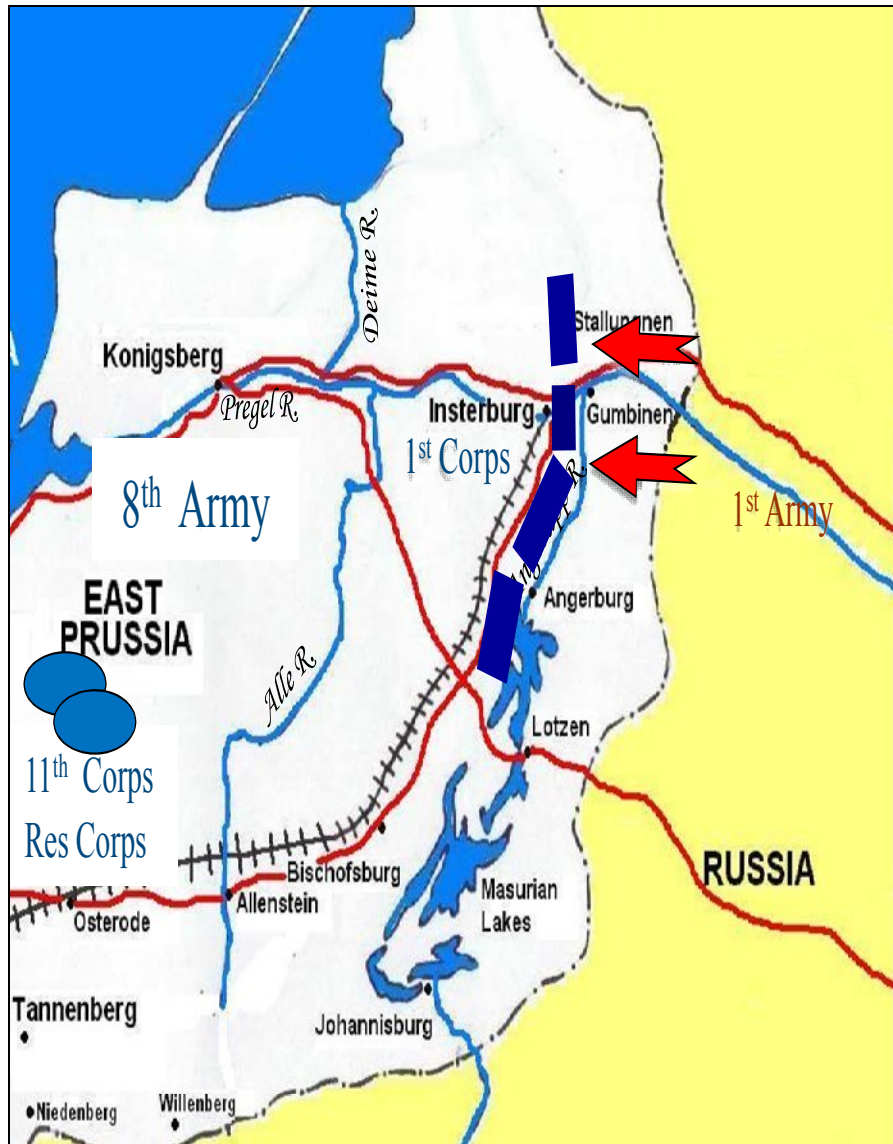 Deime R.
Stallupnen
Konigsberg
Pregel R.
Insterburg
Gumbinen
1st Corps
8th Army
1st Army
R.
EAST
PRUSSIA
Angerburg
Alle R.
Lotzen
11th Corps
Res Corps
Bischofsburg
RUSSIA
Masurian
Lakes
Allenstein
Osterode
Tannenberg
Johannisburg
Niedenberg
Willenberg